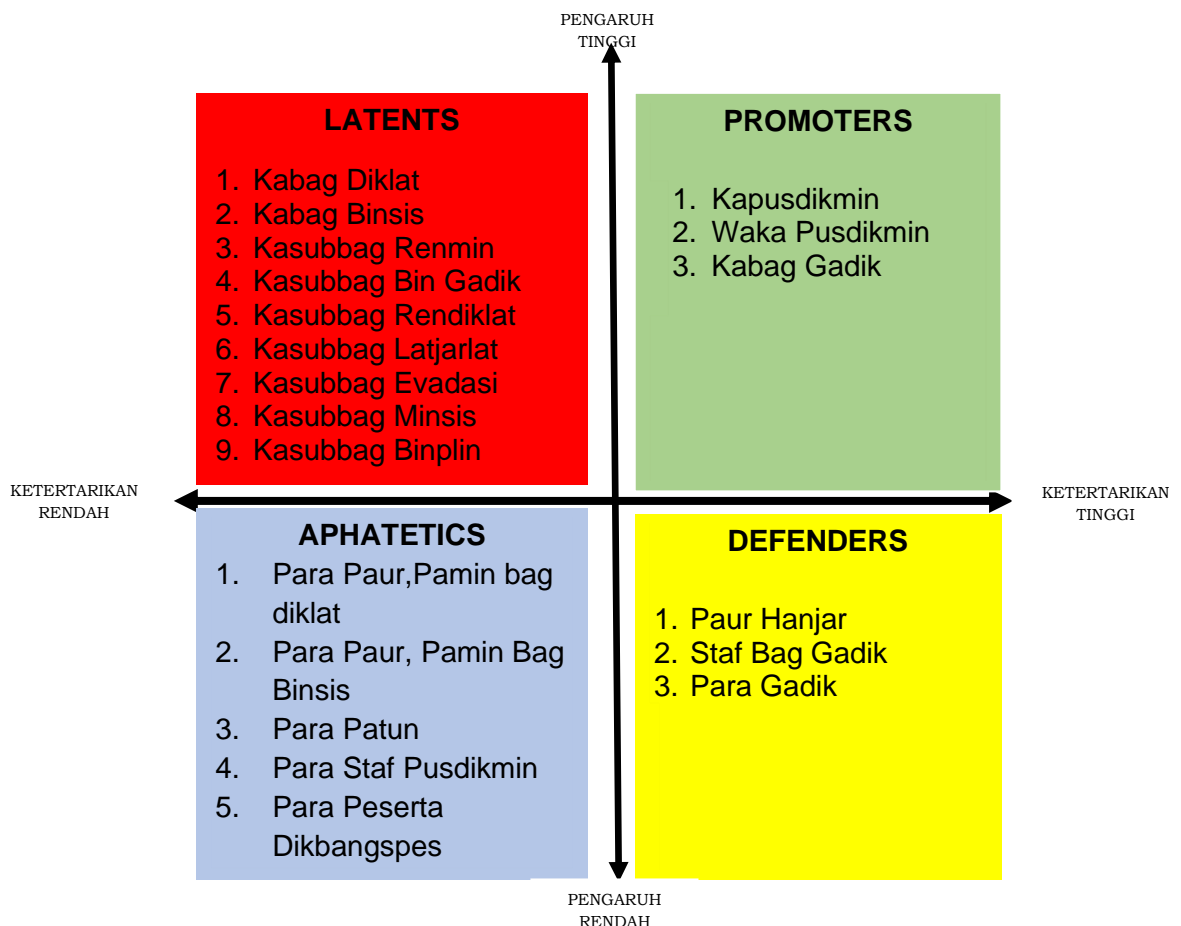 PENGARUH
TINGGI
LATENTS
1. Kabag Diklat
2. Kabag Binsis
3. Kasubbag Renmin
4. Kasubbag Bin Gadik
5. Kasubbag Rendiklat
6. Kasubbag Latjarlat
7. Kasubbag Evadasi
8. Kasubbag Minsis
9. Kasubbag Binplin
PROMOTERS
1. Kapusdikmin
2. Waka Pusdikmin
3. Kabag Gadik
KETERTARIKAN
RENDAH
KETERTARIKAN
TINGGI
APHATETICS
1. Para Paur,Pamin bag
diklat
2. Para Paur, Pamin Bag
Binsis
3. Para Patun
4. Para Staf Pusdikmin
5. Para Peserta
Dikbangspes
DEFENDERS
1. Paur Hanjar
2. Staf Bag Gadik
3. Para Gadik
PENGARUH
RENDAH